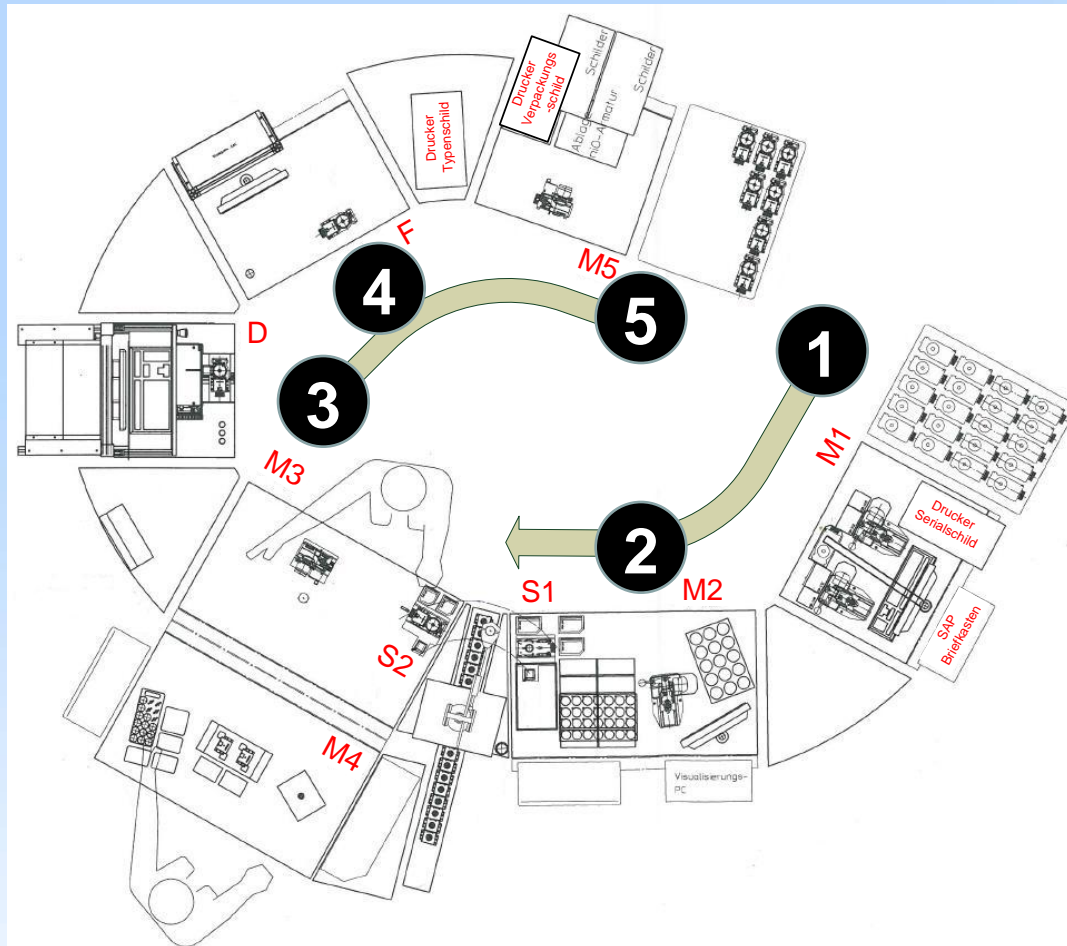 Drucker
Verpackungs
-schild
Schilder
Schilder
Ablage
niO-Armatur
Drucker
Typenschild
F
M5
4
5
1
D
3
M3
M1
Drucker
Serialschild
2
S1
M2
SAP
Briefkasten
S2
M4
Visualisierungs-
PC